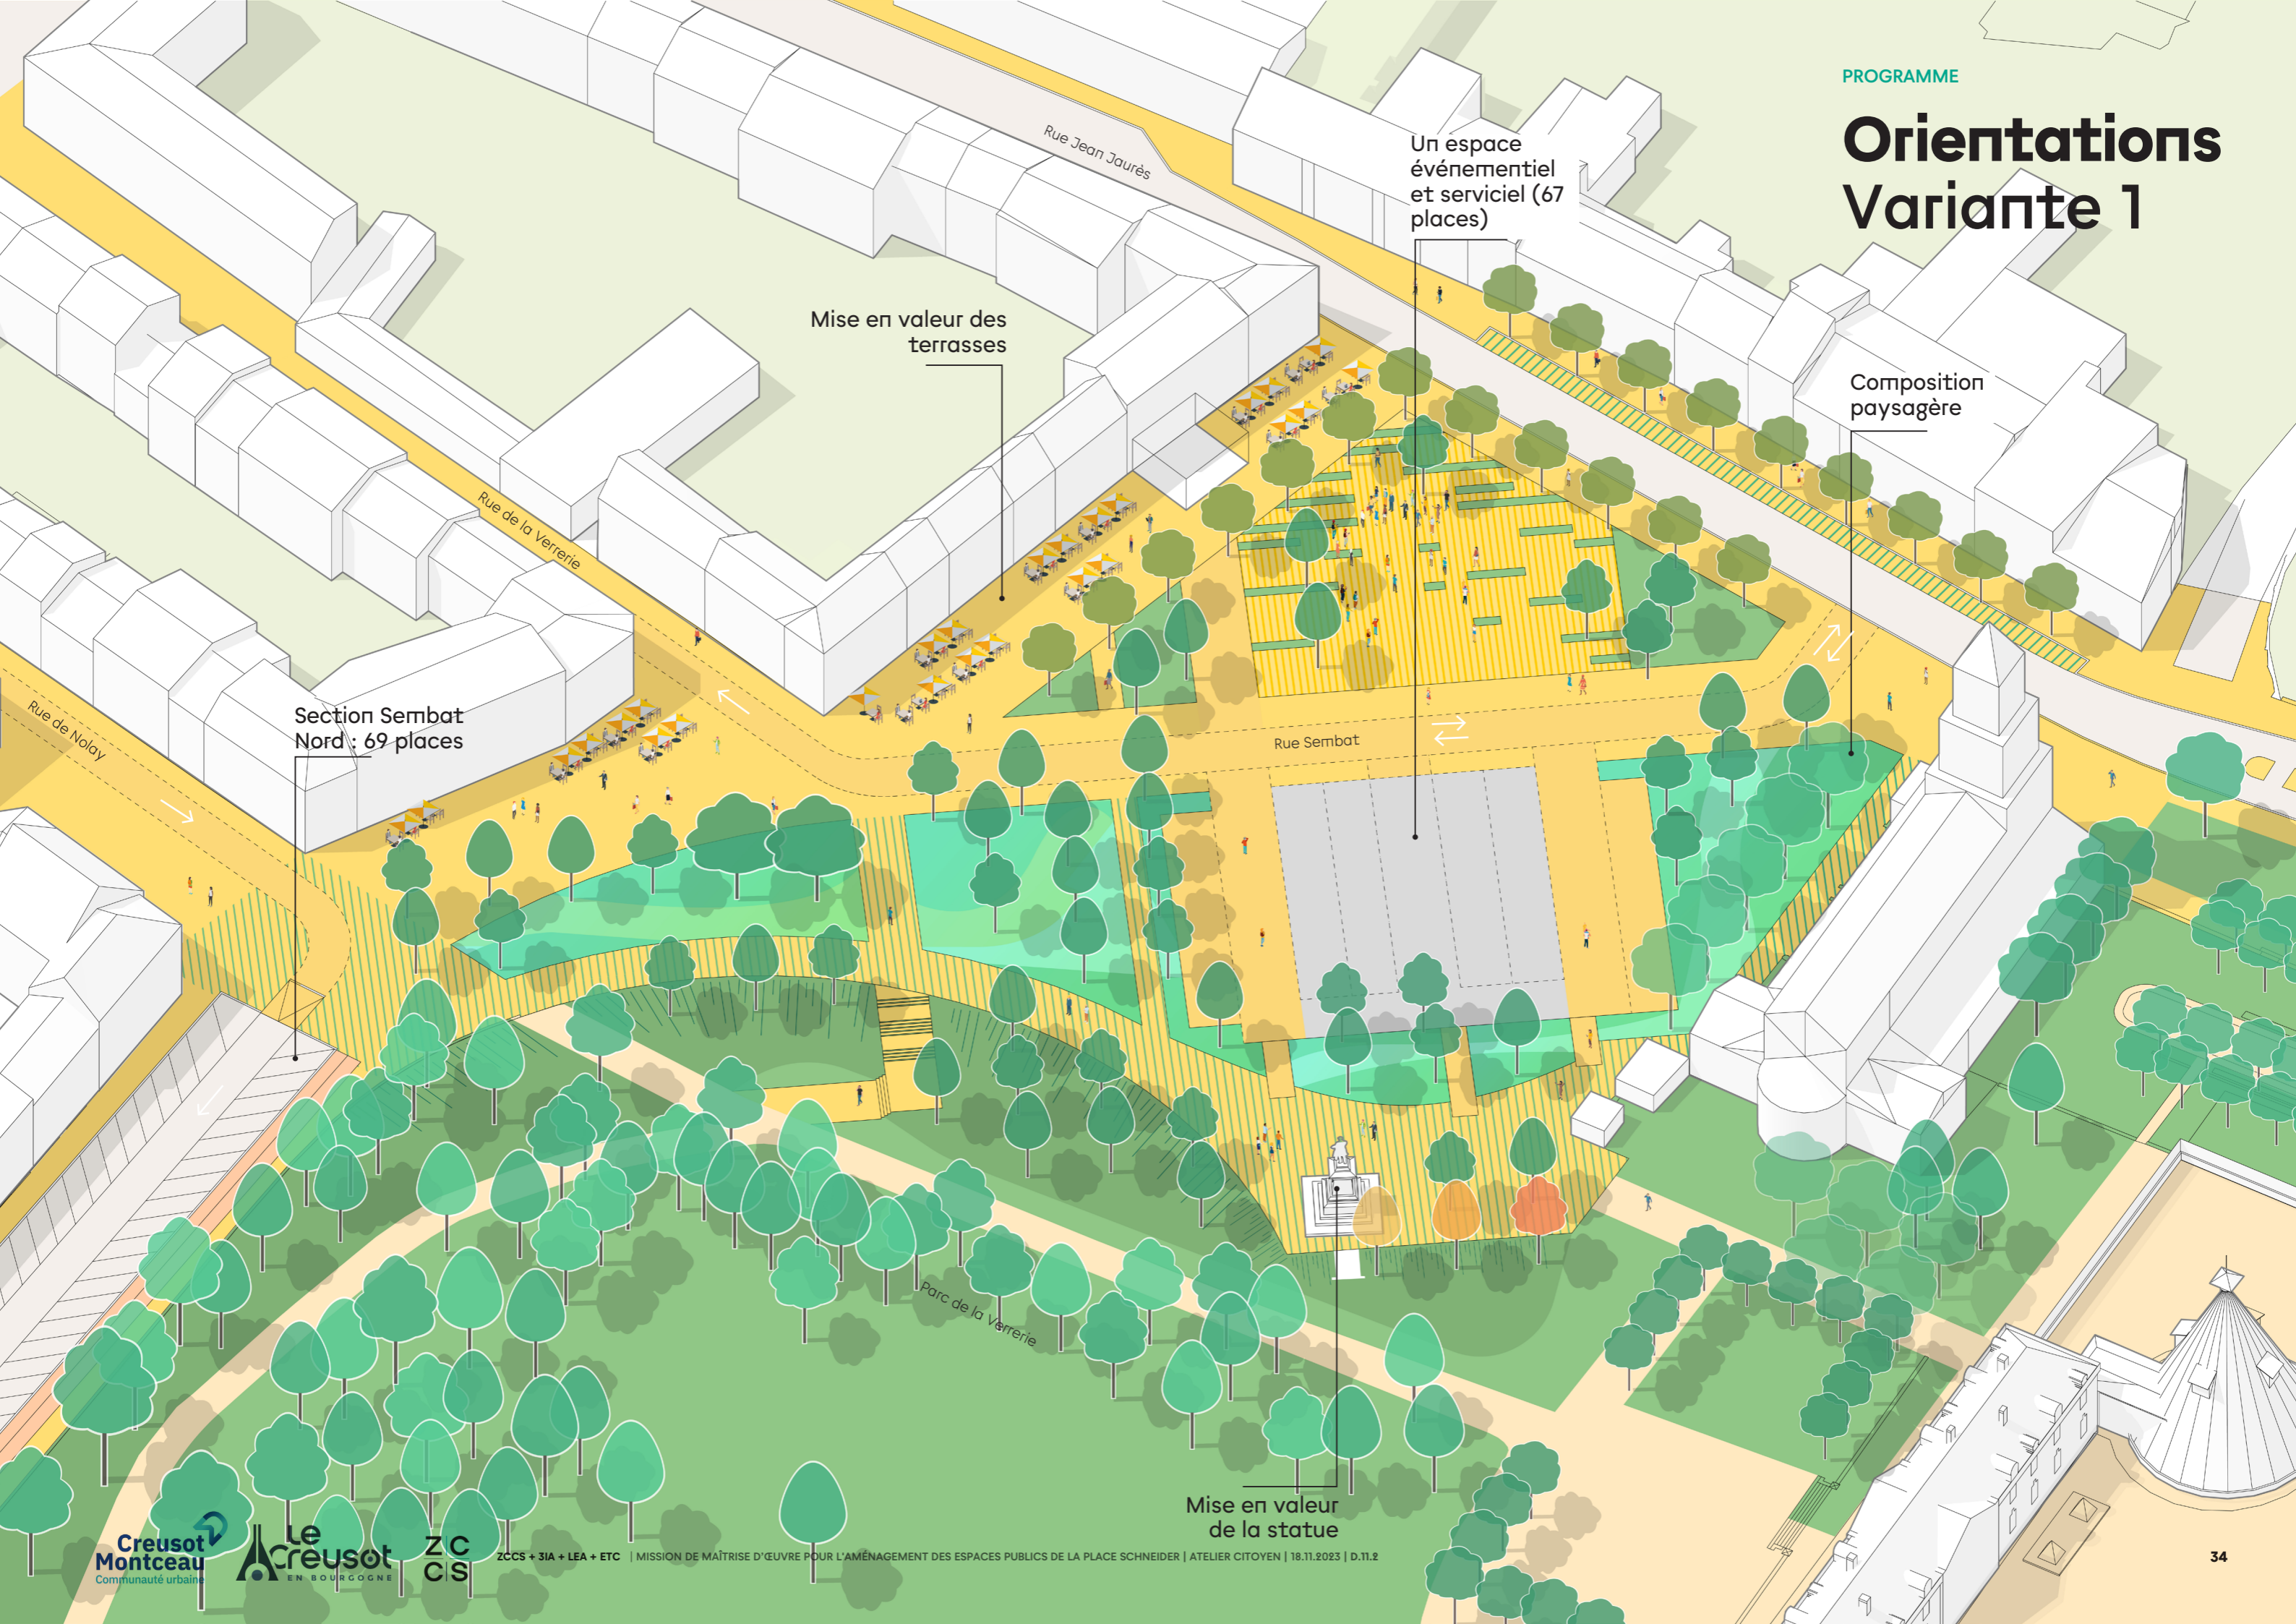 PROGRAMME
Orientations
Variante 1
Rue Jean Jaurès
Un espace
événementiel
et serviciel (67
places)
Mise en valeur des
terrasses
Composition
paysagère
Rue de la Verrerie
Rue de Nolay
Section Sembat
Nord : 69 places
Rue Sembat
Parc de la Verrerie
Mise en valeur
de la statue
Creusot
Montceau
Communauté urbaine
LE
CREUSOT
EN BOURGOGNE
ZC
CS
ZCCS + 3IA + LEA + ETC | MISSION DE MAÎTRISE D'ŒUVRE POUR L'AMÉNAGEMENT DES ESPACES PUBLICS DE LA PLACE SCHNEIDER | ATELIER CITOYEN | 18.11.2023 | D.11.2
34